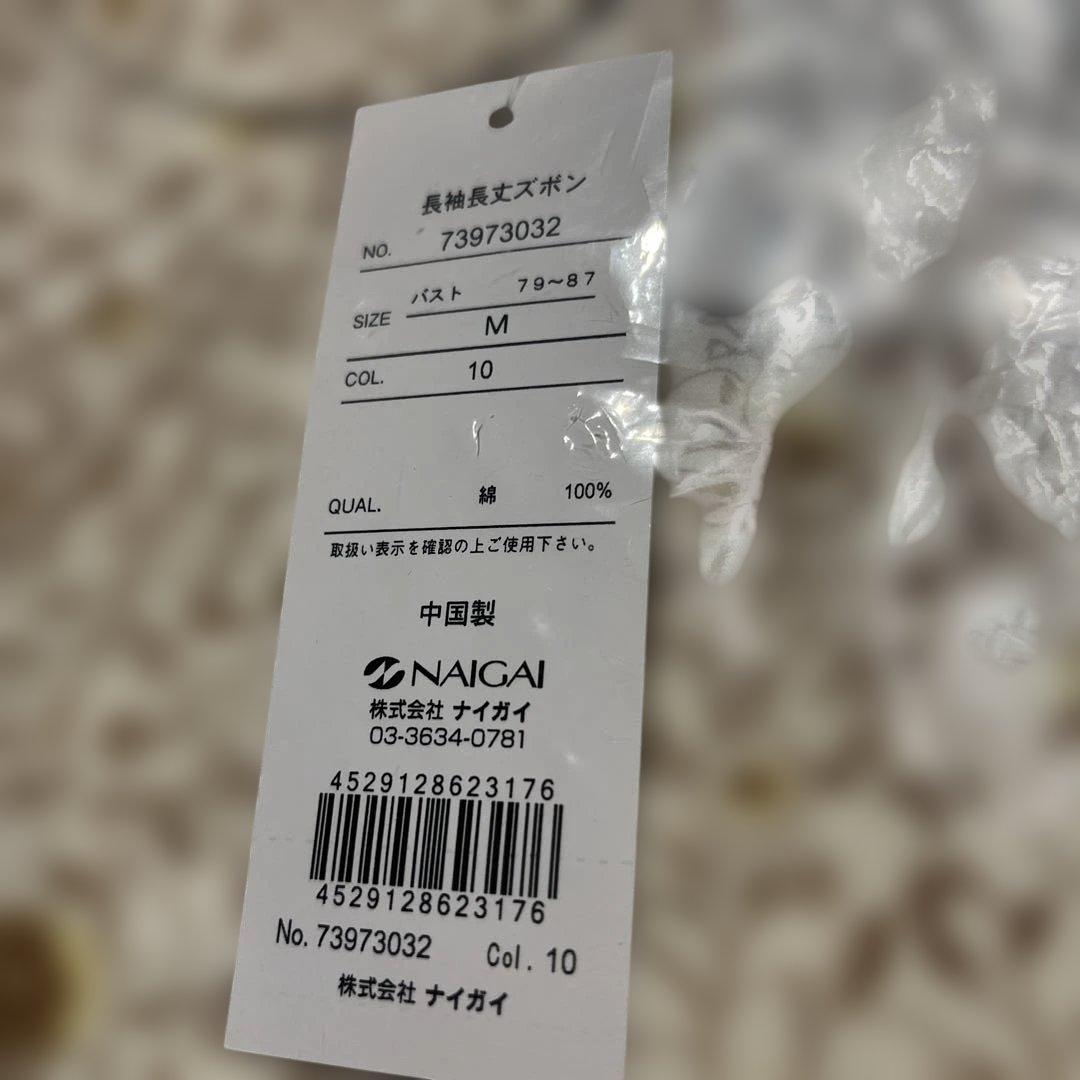 長袖長丈ズボン
NO. 73973032
バスト 79～87
SIZE M
COL. 10
QUAL. 綿 100%
取扱い表示を確認の上ご使用下さい。
中国製
NAIGAI
株式会社 ナイガイ
03-3634-0781
4529128623176
4529128623176
No. 73973032 Col. 10
株式会社 ナイガイ